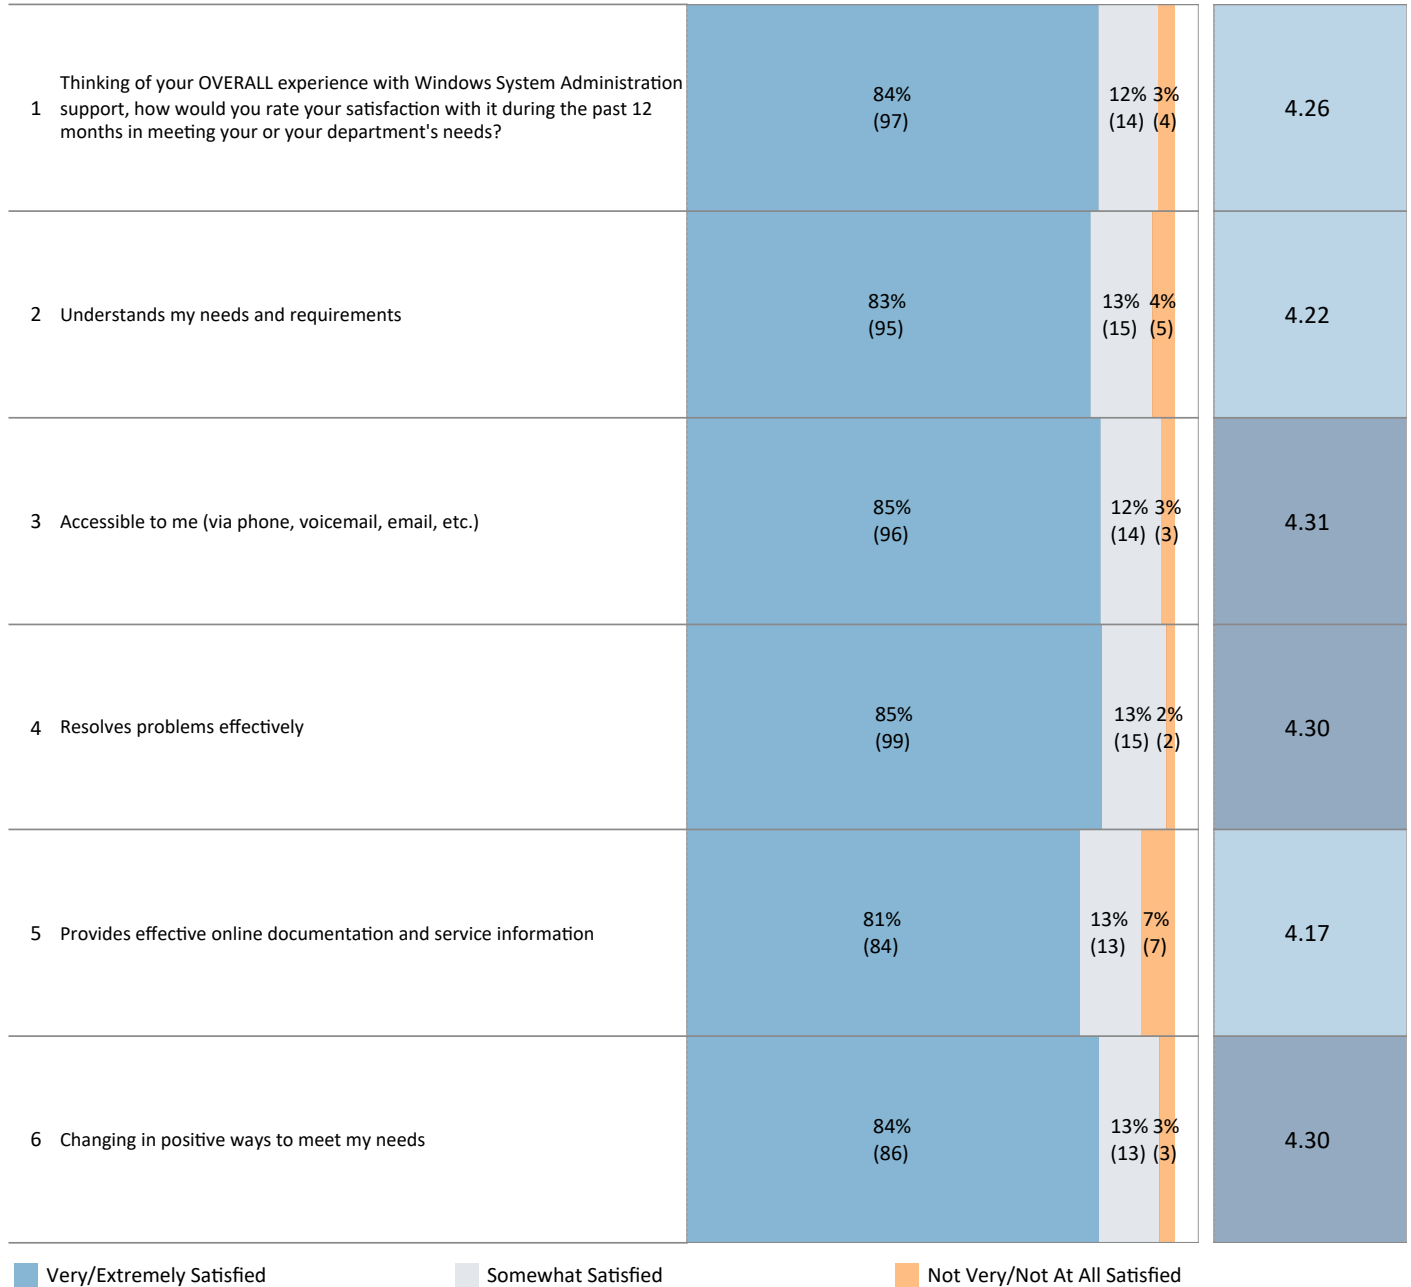 Thinking of your OVERALL experience with Windows System Administration
1 support, how would you rate your satisfaction with it during the past 12
months in meeting your or your department's needs?
84% 12% 3%
(97) (14) (4)
4.26
2 Understands my needs and requirements
83% 13% 4%
(95) (15) (5)
4.22
3 Accessible to me (via phone, voicemail, email, etc.)
85% 12% 3%
(96) (14) (3)
4.31
4 Resolves problems effectively
85% 13% 2%
(99) (15) (2)
4.30
5 Provides effective online documentation and service information
81% 13% 7%
(84) (13) (7)
4.17
6 Changing in positive ways to meet my needs
84% 13% 3%
(86) (13) (3)
4.30
Very/Extremely Satisfied Somewhat Satisfied Not Very/Not At All Satisfied